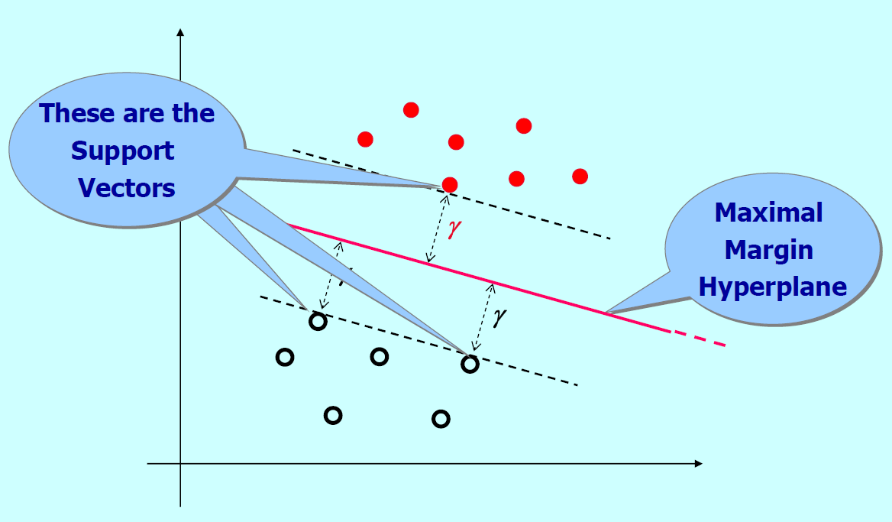 These are the
Support
Vectors
Maximal
Margin
Hyperplane
γ
γ